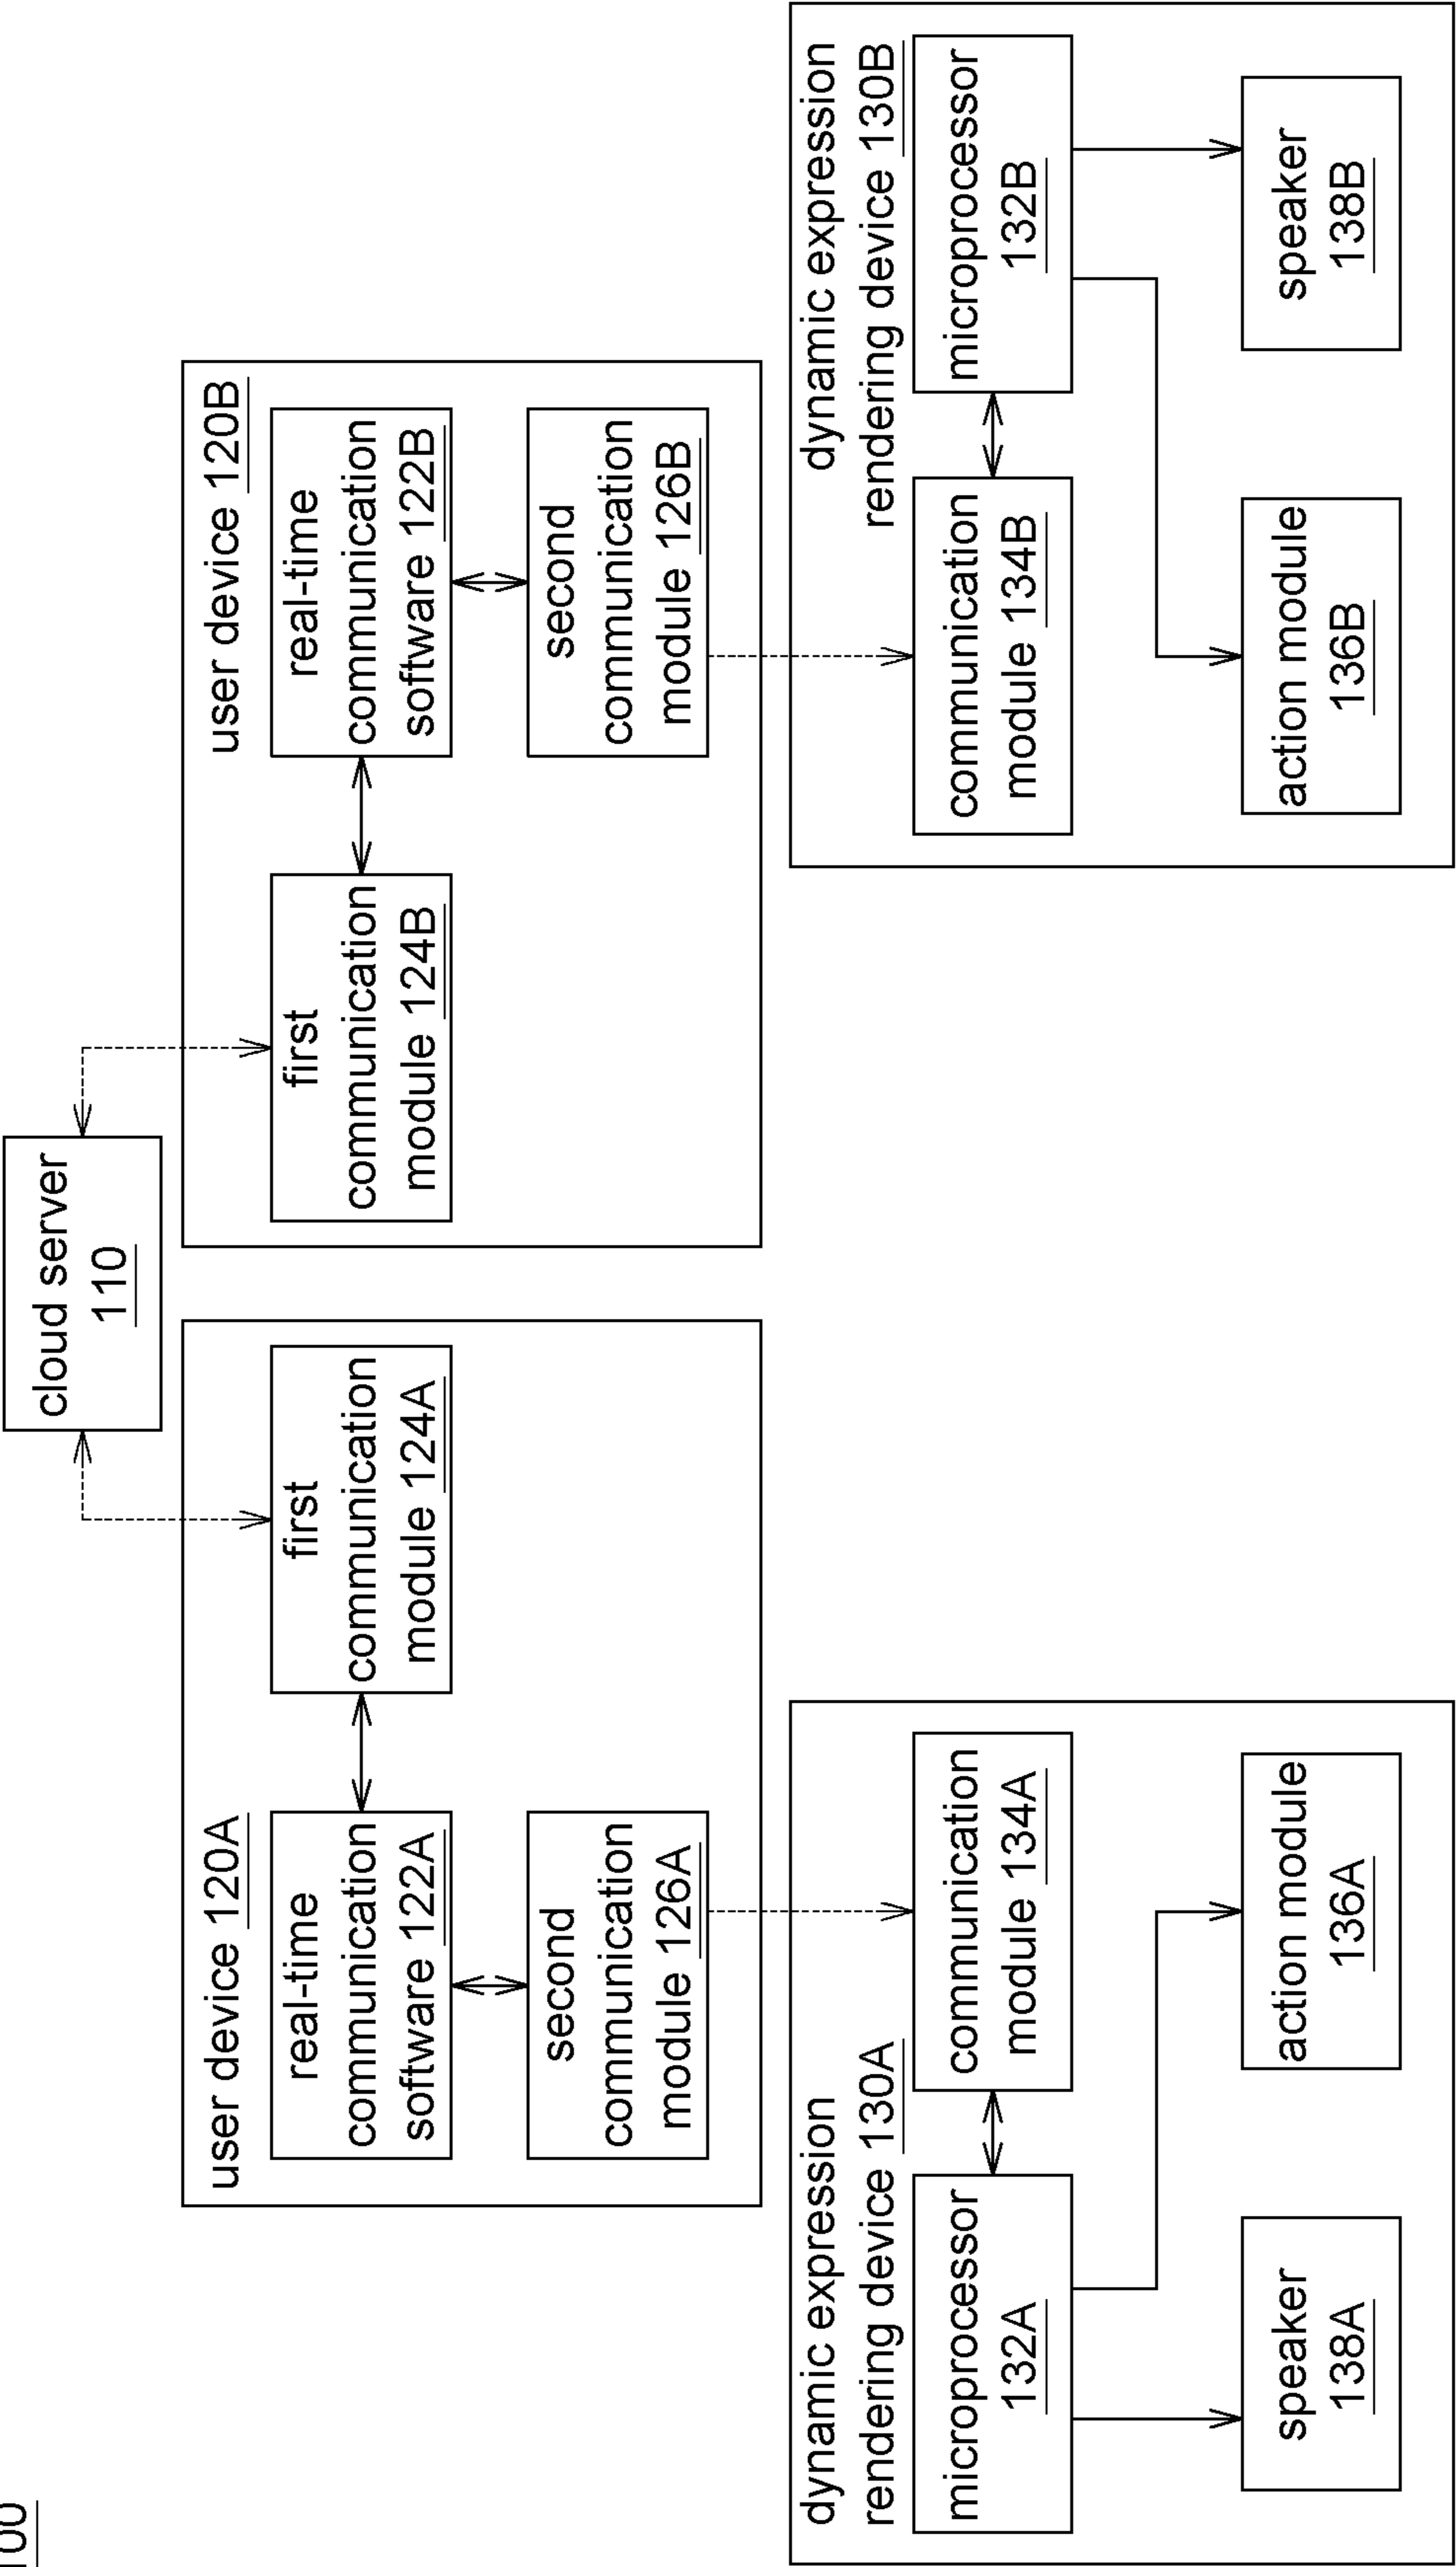 100
cloud server
110
user device 120A
real-time
communication
software 122A
first
communication
module 124A
second
communication
module 126A
user device 120B
first
communication
module 124B
real-time
communication
software 122B
second
communication
module 126B
dynamic expression
rendering device 130A
microprocessor
132A
communication
module 134A
speaker
138A
action module
136A
dynamic expression
rendering device 130B
communication
module 134B
microprocessor
132B
action module
136B
speaker
138B